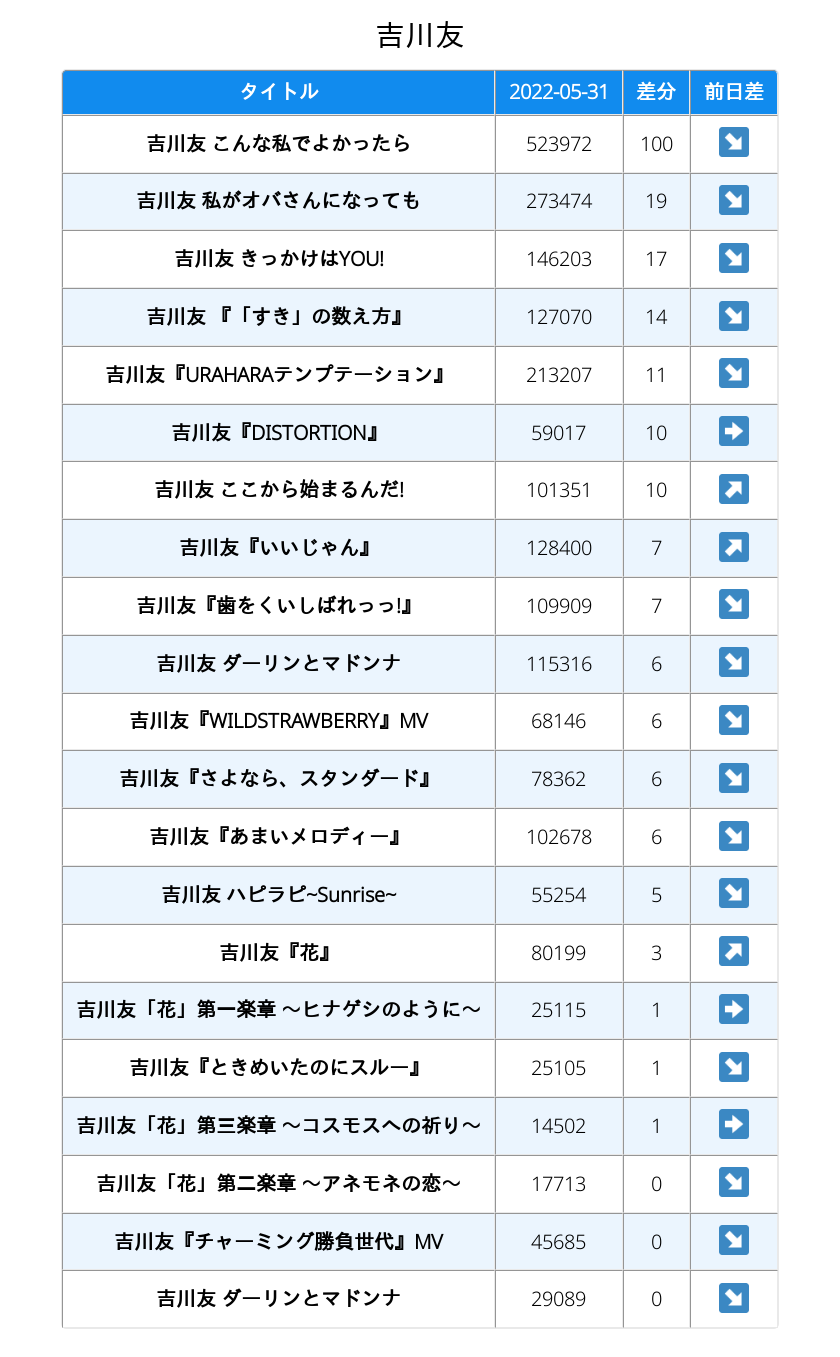 吉川友
タイトル 2022-05-31 差分 前日差
吉川友 こんな私でよかったら 523972 100
吉川友 私がオバさんになっても 273474 19
吉川友 きっかけはYOU! 146203 17
吉川友 『「すき」の数え方』 127070 14
吉川友『URAHARAテンプテーション』 213207 11
吉川友『DISTORTION』 59017 10
吉川友 ここから始まるんだ! 101351 10
吉川友『いいじゃん』 128400 7
吉川友『歯をくいしばれっっ!』 109909 7
吉川友 ダーリンとマドンナ 115316 6
吉川友『WILDSTRAWBERRY』MV 68146 6
吉川友『さよなら、スタンダード』 78362 6
吉川友『あまいメロディー』 102678 6
吉川友 ハピラピ~Sunrise~ 55254 5
吉川友『花』 80199 3
吉川友「花」第一楽章 〜ヒナゲシのように〜 25115 1
吉川友『ときめいたのにスルー』 25105 1
吉川友「花」第三楽章 〜コスモスへの祈り〜 14502 1
吉川友「花」第二楽章 〜アネモネの恋〜 17713 0
吉川友『チャーミング勝負世代』MV 45685 0
吉川友 ダーリンとマドンナ 29089 0